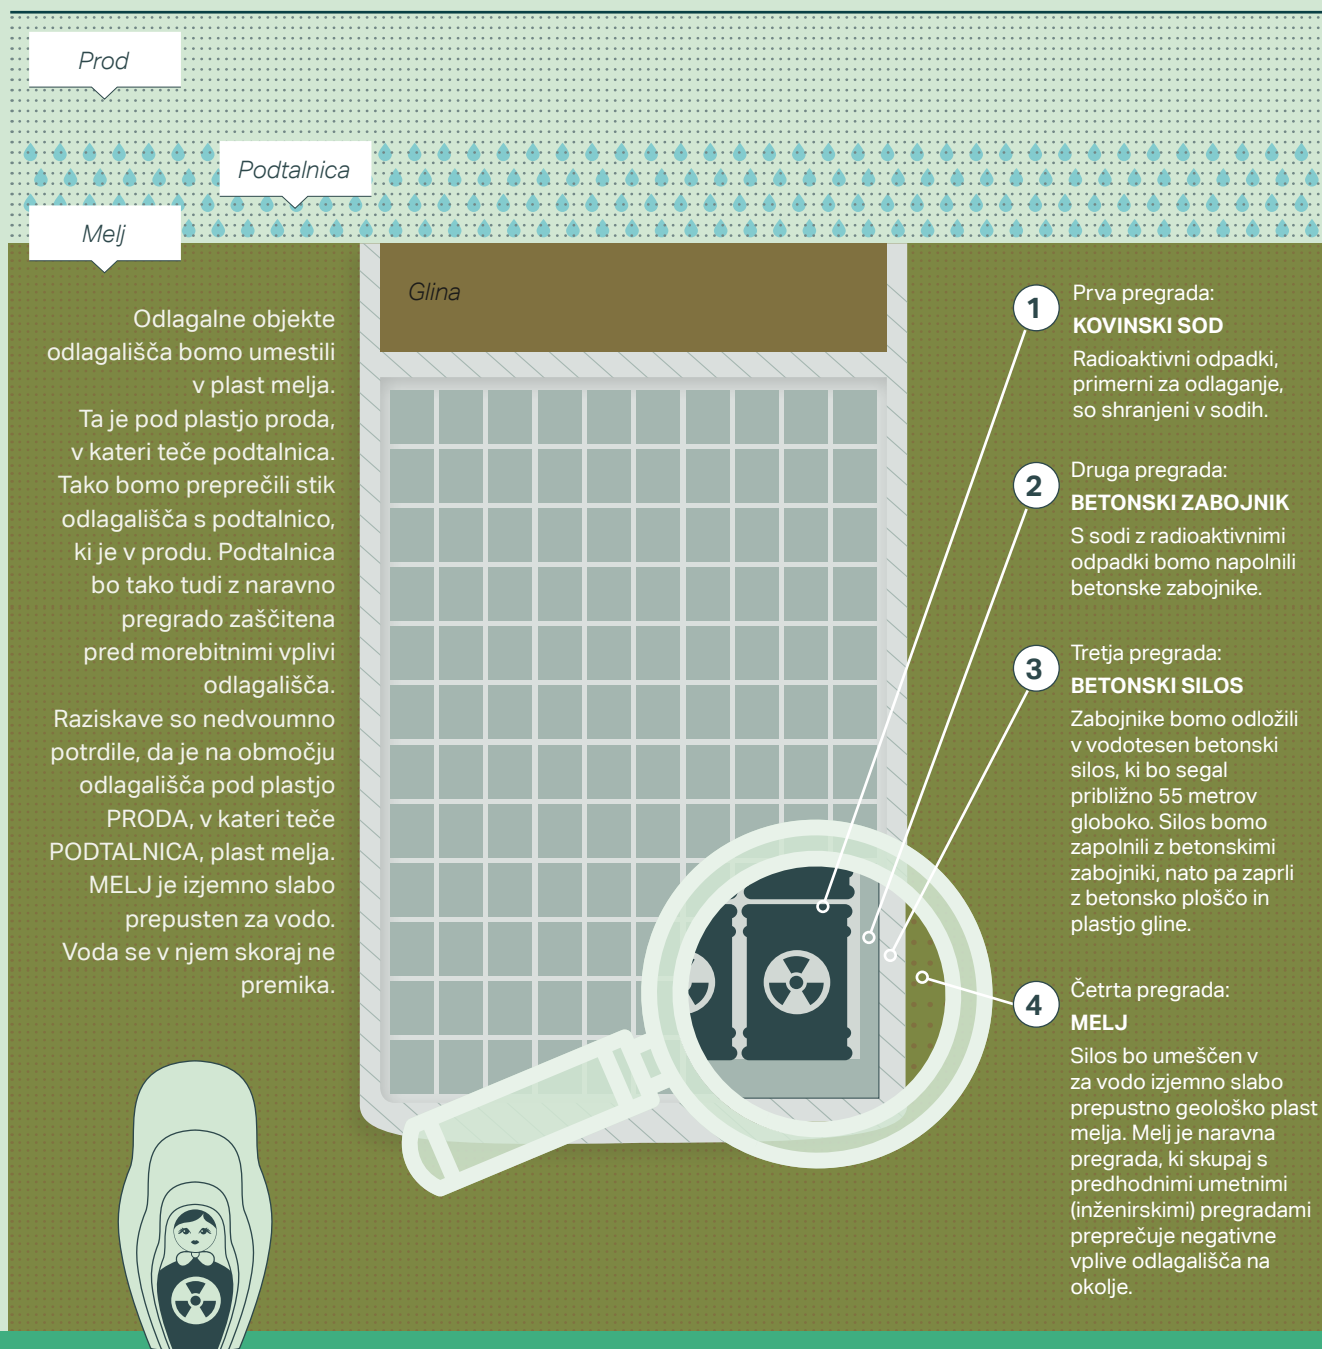 Prod
Podtalnica
Melj
Glina
Odlagalne objekte
odlagališča bomo umestili
v plast melja.
Ta je pod plastjo proda,
v kateri teče podtalnica.
Tako bomo preprečili stik
odlagališča s podtalnico,
ki je v produ. Podtalnica
bo tako tudi z naravno
pregrado zaščitena
pred morebitnimi vplivi
odlagališča.
Raziskave so nedvoumno
potrdile, da je na območju
odlagališča pod plastjo
PRODA, v kateri teče
PODTALNICA, plast melja.
MELJ je izjemno slabo
prepusten za vodo.
Voda se v njem skoraj ne
premika.
1
Prva pregrada:
KOVINSKI SOD
Radioaktivni odpadki,
primerni za odlaganje,
so shranjeni v sodih.
2
Druga pregrada:
BETONSKI ZABOJNIK
S sodi z radioaktivnimi
odpadki bomo napolnili
betonske zabojnike.
3
Tretja pregrada:
BETONSKI SILOS
Zabojnike bomo odložili
v vodotesen betonski
silos, ki bo segal
približno 55 metrov
globoko. Silos bomo
zapolnili z betonskimi
zabojniki, nato pa zaprli
z betonsko ploščo in
plastjo gline.
4
Četrta pregrada:
MELJ
Silos bo umeščen v
za vodo izjemno slabo
prepustno geološko plast
melja. Melj je naravna
pregrada, ki skupaj s
predhodnimi umetnimi
(inženirskimi) pregradami
preprečuje negativne
vplive odlagališča na
okolje.